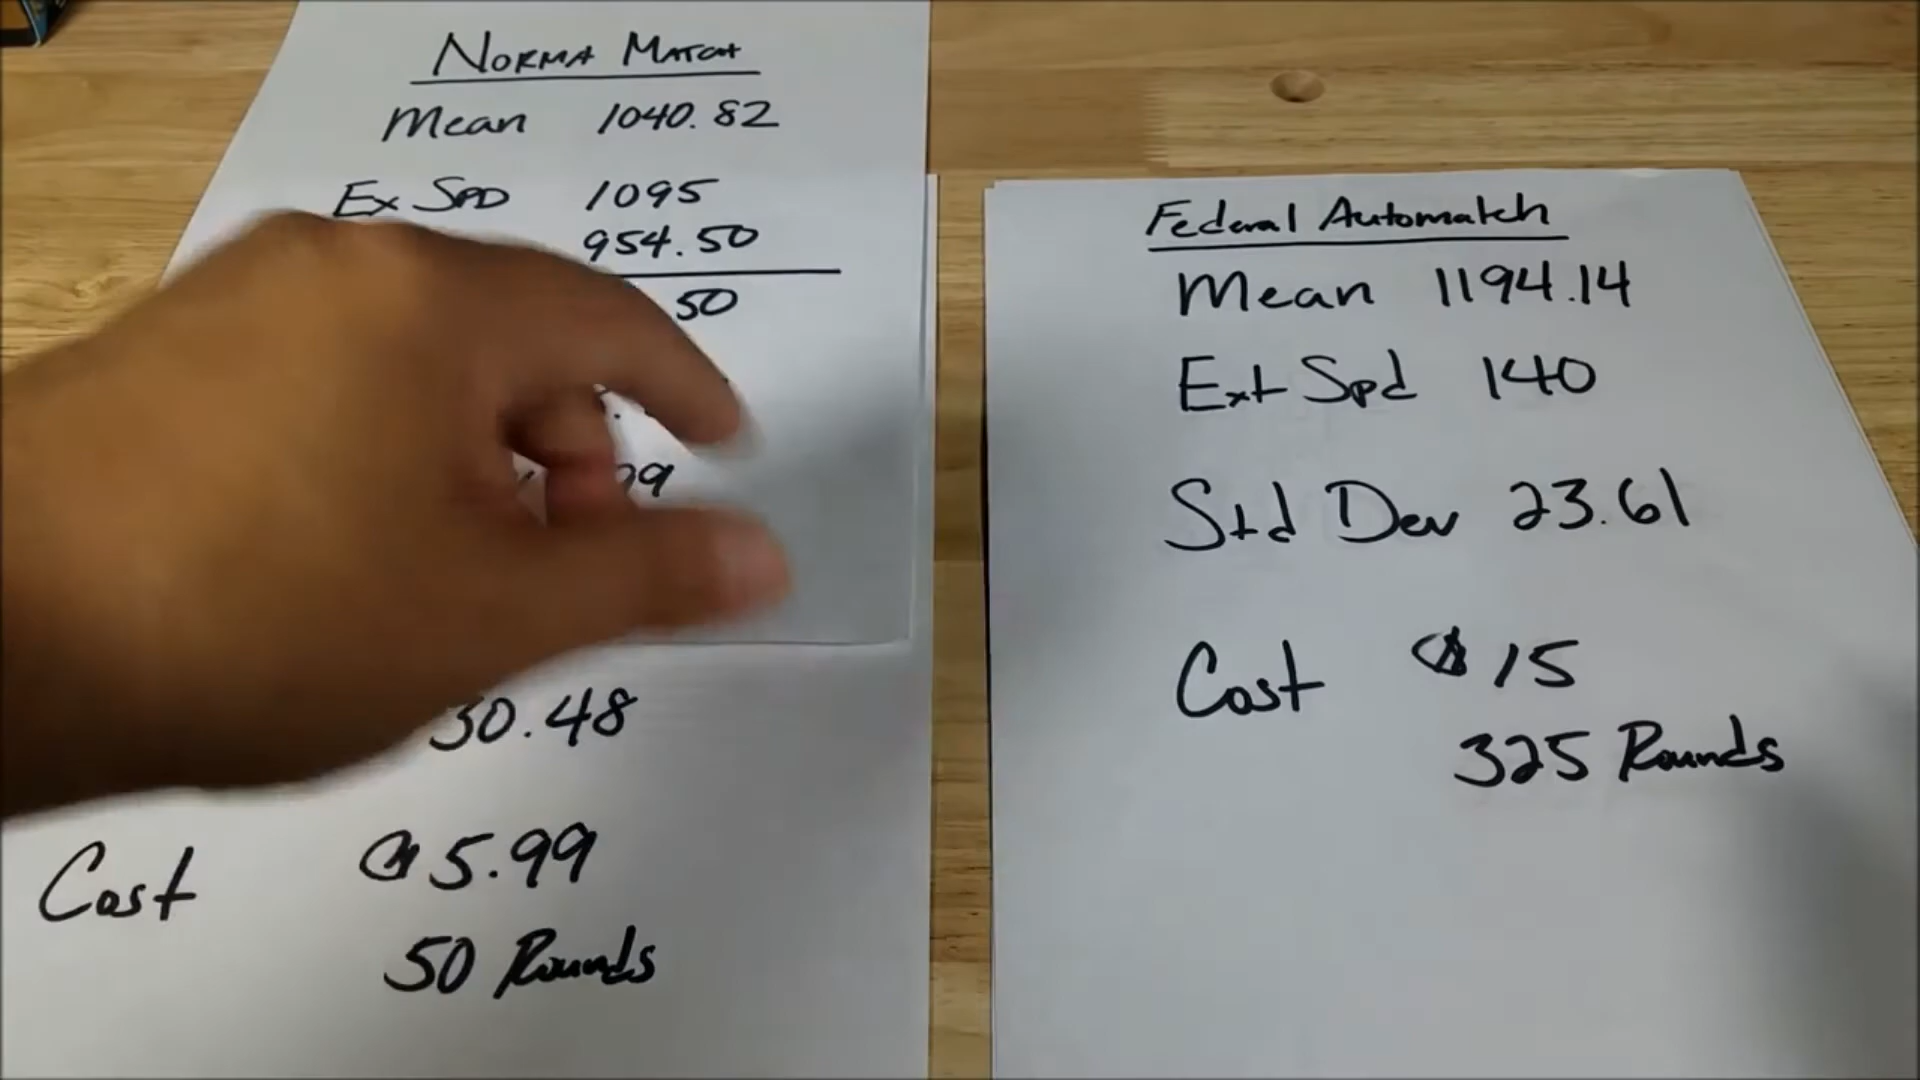 Norma Match
Mean 1040.82
Ex Spd 1095
954.50
50
99
30.48
Cost $5.99
50 Rounds
Federal Automatch
Mean 1194.14
Ext Spd 140
Std Dev 23.61
Cost $15
325 Rounds